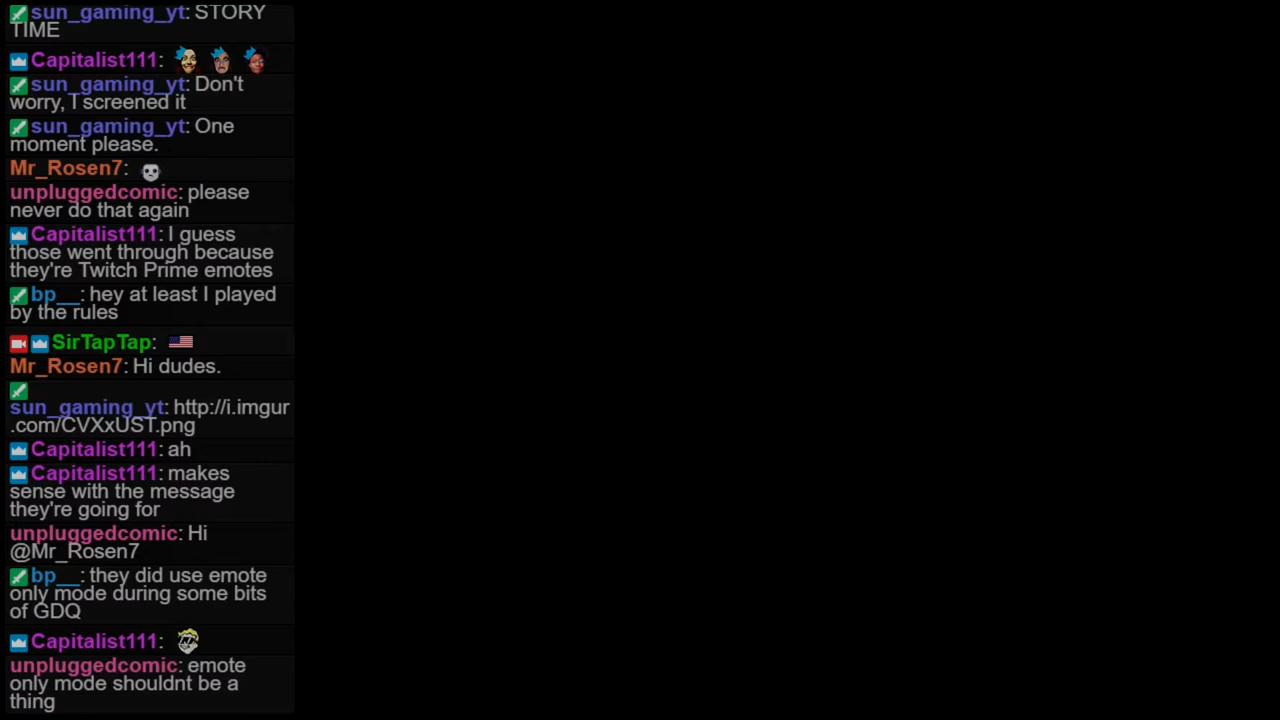 sun_gaming_yt: STORY
TIME
Capitalist111:
sun_gaming_yt: Don't
worry, I screened it
sun_gaming_yt: One
moment please.
Mr_Rosen7:
unpluggedcomic: please
never do that again
Capitalist111: I guess
those went through because
they're Twitch Prime emotes
bp__: hey at least I played
by the rules
SirTapTap:
Mr_Rosen7: Hi dudes.
sun_gaming_yt: http://i.imgur
.com/CVXxUST.png
Capitalist111: ah
Capitalist111: makes
sense with the message
they're going for
unpluggedcomic: Hi
@Mr_Rosen7
bp__: they did use emote
only mode during some bits
of GDQ
Capitalist111:
unpluggedcomic: emote
only mode shouldnt be a
thing